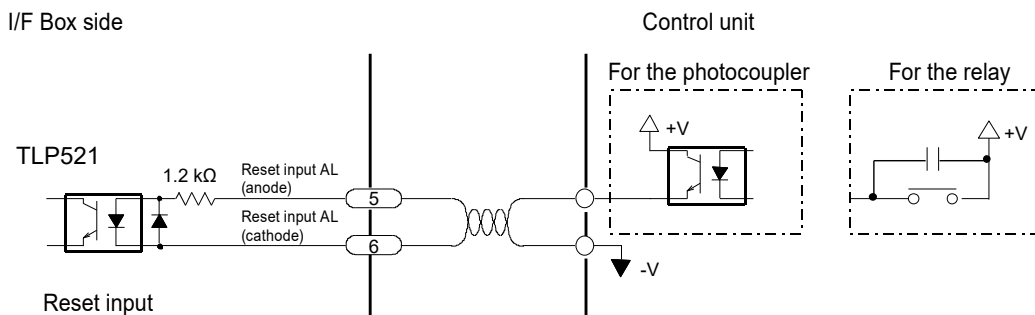 I/F Box side
Control unit
For the photocoupler
For the relay
+V
+V
TLP521
1.2 kΩ
Reset input AL
(anode)
5
Reset input AL
(cathode)
6
-V
Reset input